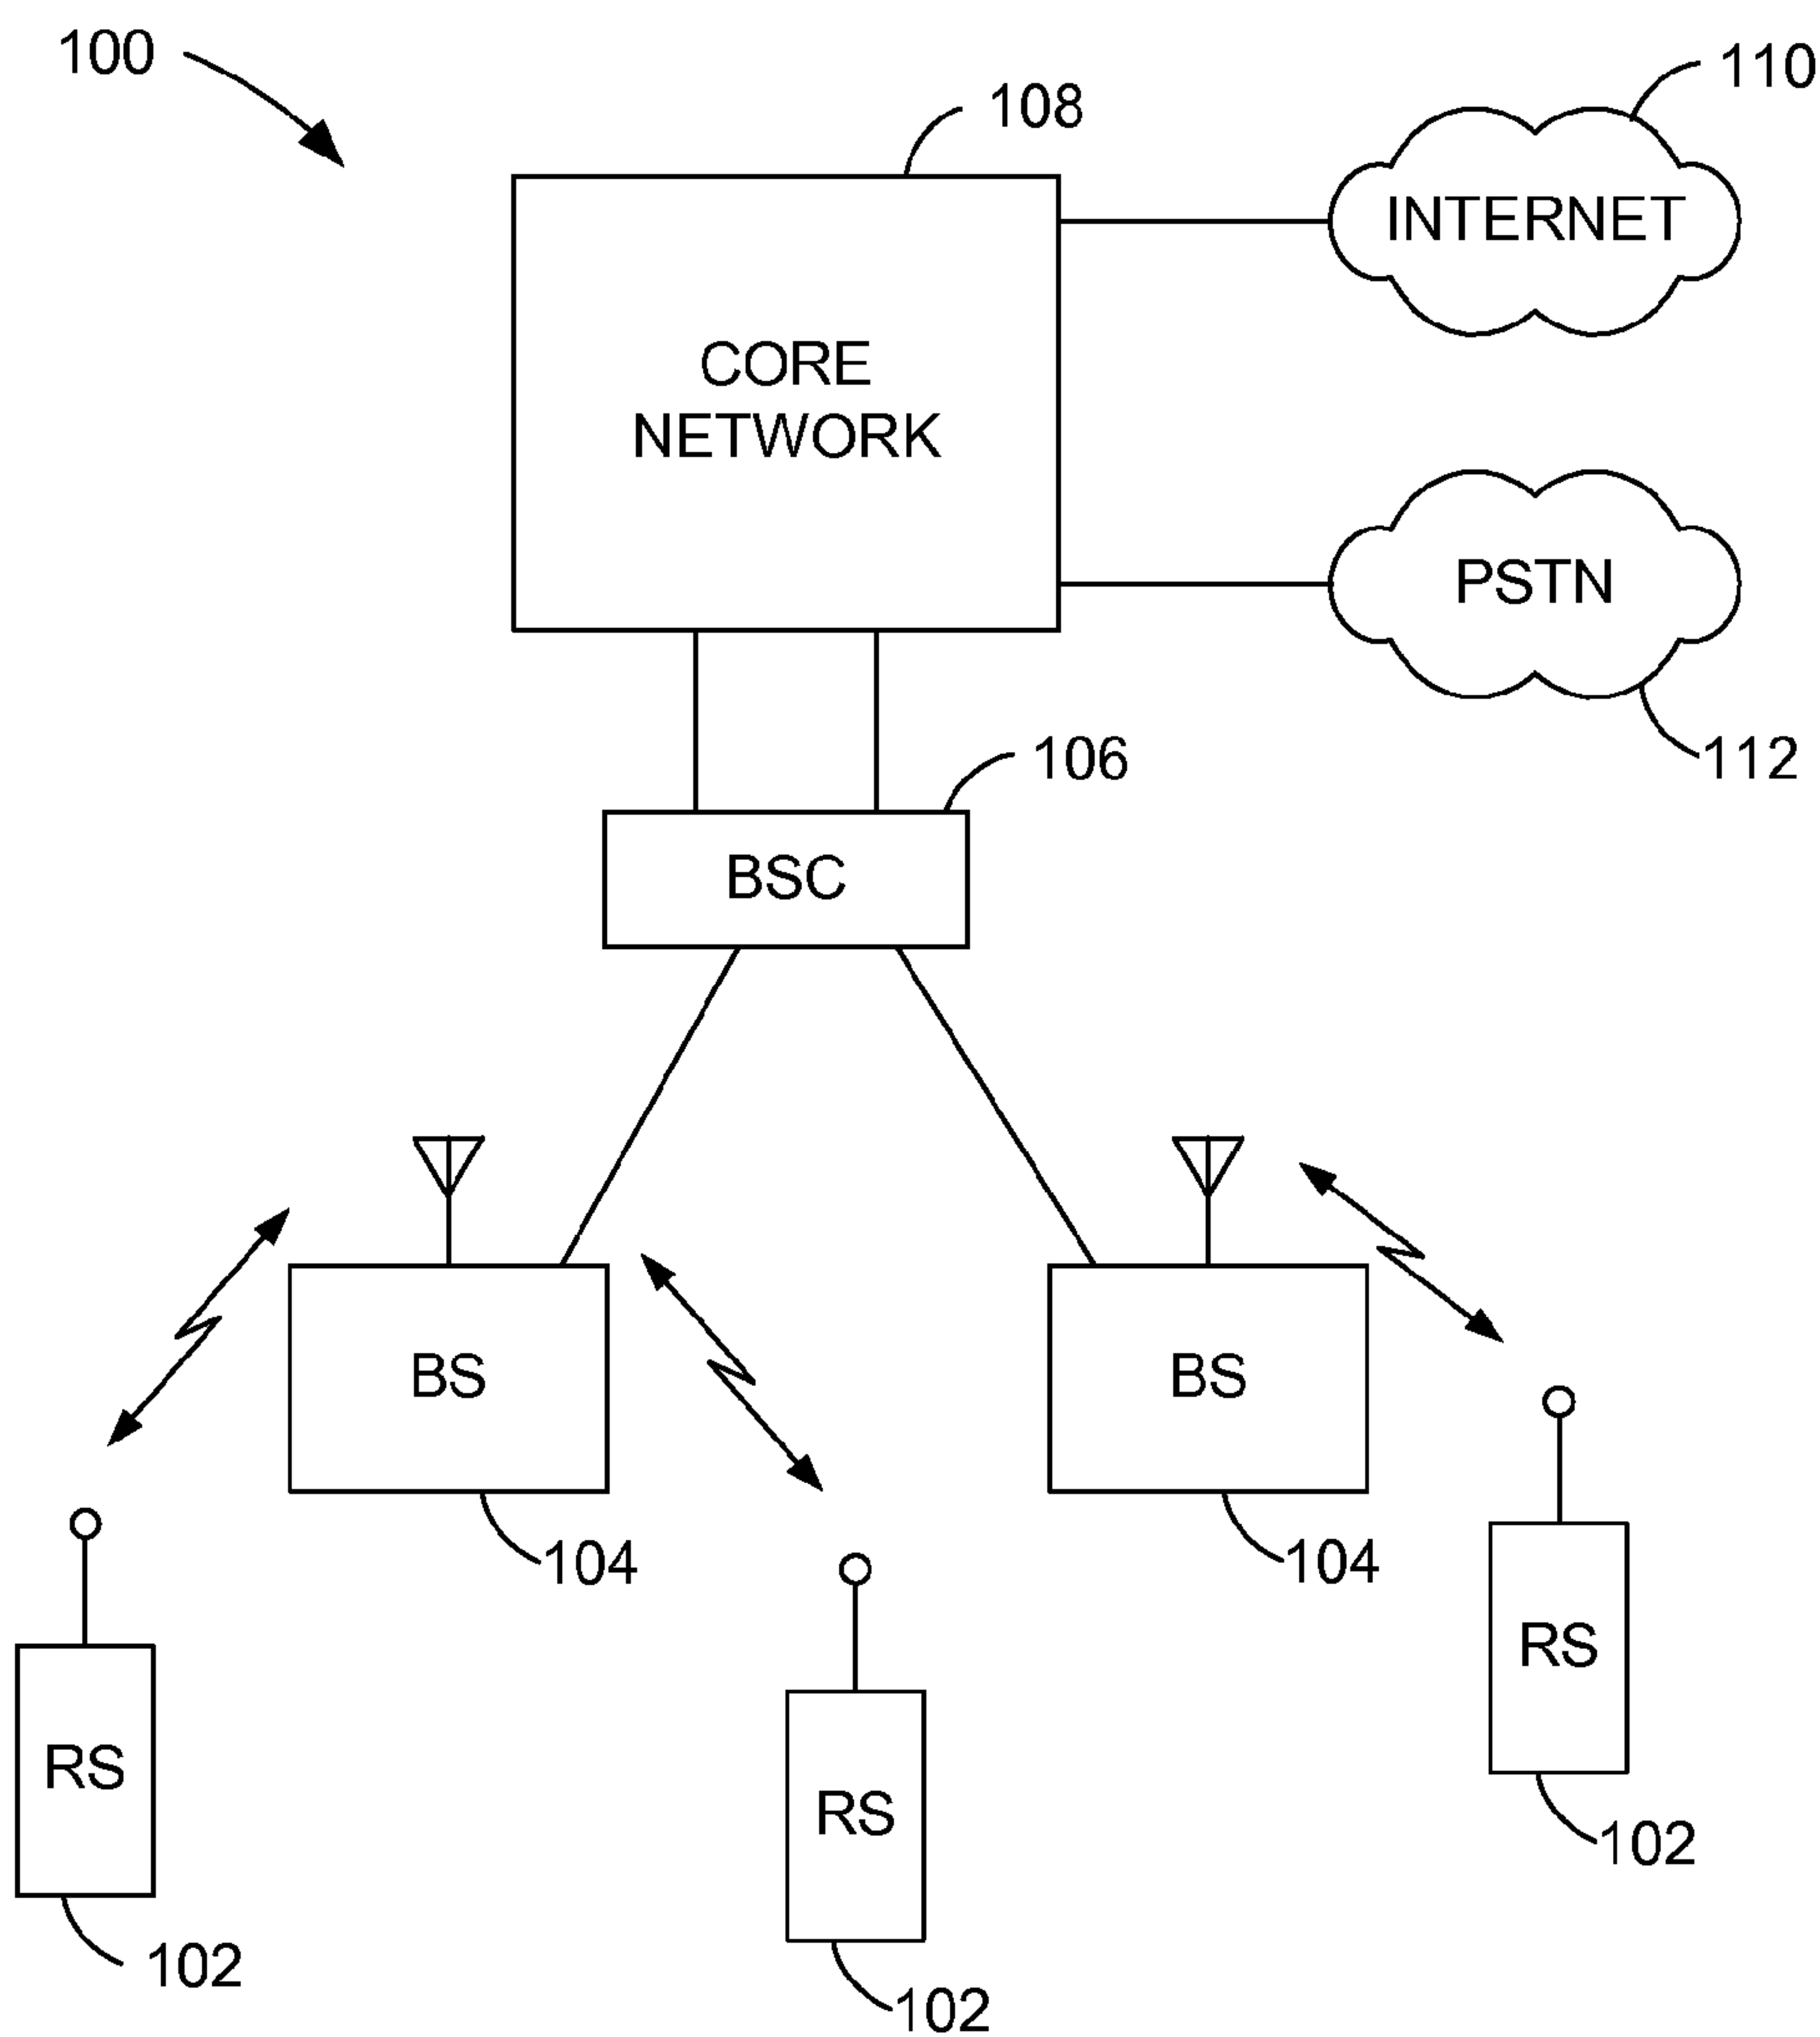 100
108
110
INTERNET
CORE
NETWORK
PSTN
112
106
BSC
BS
BS
104
104
RS
RS
RS
102
102
102